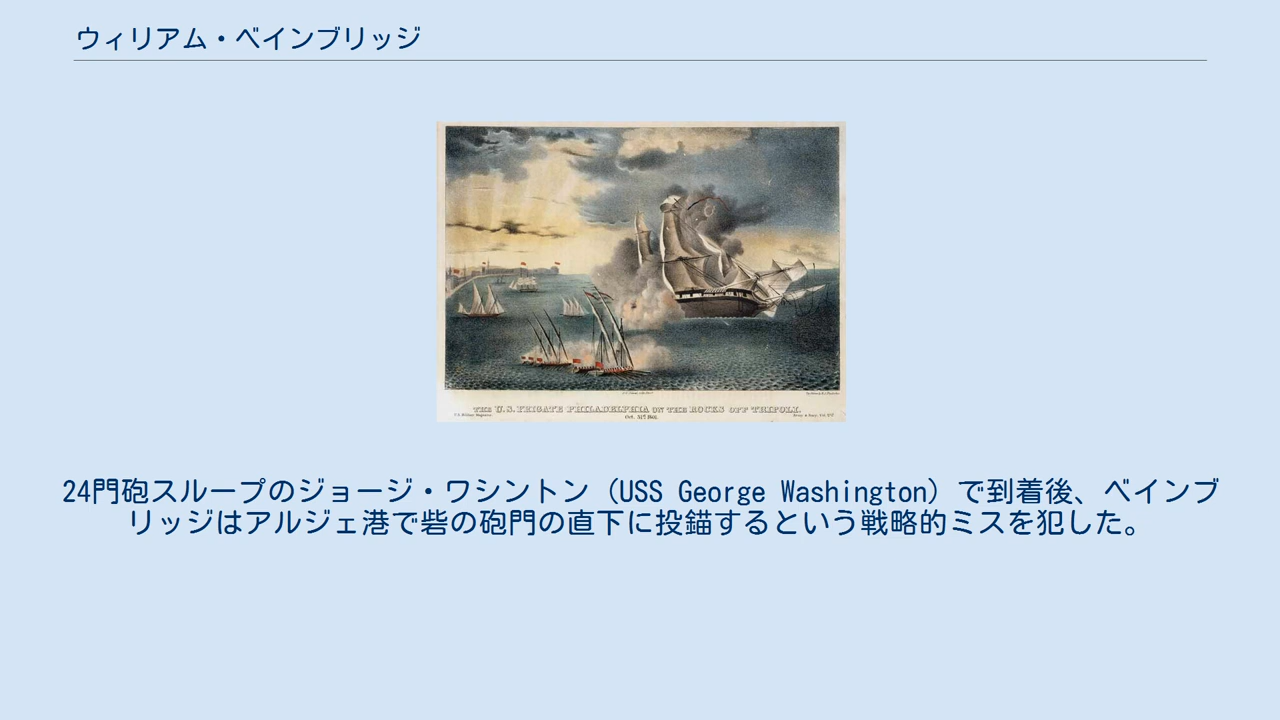 ウィリアム・ベインブリッジ
THE U.S. FRIGATE PHILADELPHIA ON THE ROCKS OFF TRIPOLI.
24門砲スループのジョージ・ワシントン（USS George Washington）で到着後、ベインブ
リッジはアルジェ港で砦の砲門の直下に投錨するという戦略的ミスを犯した。